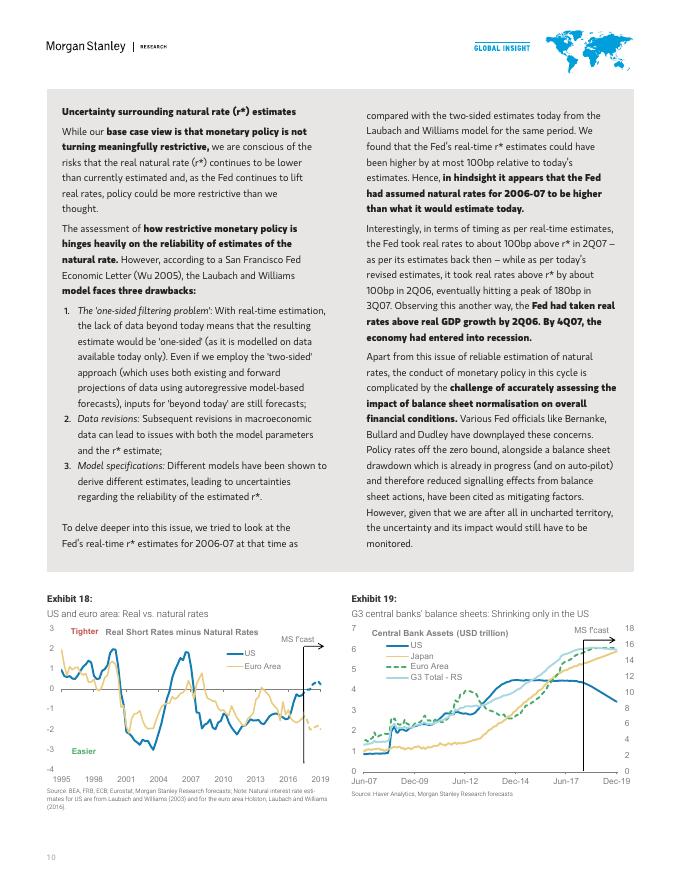 Morgan Stanley | RESEARCH
GLOBAL INSIGHT
Uncertainty surrounding natural rate (r*) estimates
While our base case view is that monetary policy is not
turning meaningfully restrictive, we are conscious of the
risks that the real natural rate (r*) continues to be lower
than currently estimated and, as the Fed continues to lift
real rates, policy could be more restrictive than we
thought.
The assessment of how restrictive monetary policy is
hinges heavily on the reliability of estimates of the
natural rate. However, according to a San Francisco Fed
Economic Letter (Wu 2005), the Laubach and Williams
model faces three drawbacks:
1. The 'one-sided filtering problem': With real-time estimation,
the lack of data beyond today means that the resulting
estimate would be 'one-sided' (as it is modelled on data
available today only). Even if we employ the 'two-sided'
approach (which uses both existing and forward
projections of data using autoregressive model-based
forecasts), inputs for 'beyond today' are still forecasts;
2. Data revisions: Subsequent revisions in macroeconomic
data can lead to issues with both the model parameters
and the r* estimate;
3. Model specifications: Different models have been shown to
derive different estimates, leading to uncertainties
regarding the reliability of the estimated r*.
To delve deeper into this issue, we tried to look at the
Fed's real-time r* estimates for 2006-07 at that time as
compared with the two-sided estimates today from the
Laubach and Williams model for the same period. We
found that the Fed's real-time r* estimates could have
been higher by at most 100bp relative to today's
estimates. Hence, in hindsight it appears that the Fed
had assumed natural rates for 2006-07 to be higher
than what it would estimate today.
Interestingly, in terms of timing as per real-time estimates,
the Fed took real rates to about 100bp above r* in 2Q07 –
as per its estimates back then – while as per today's
revised estimates, it took real rates above r* by about
100bp in 2Q06, eventually hitting a peak of 180bp in
3Q07. Observing this another way, the Fed had taken real
rates above real GDP growth by 2Q06. By 4Q07, the
economy had entered into recession.
Apart from this issue of reliable estimation of natural
rates, the conduct of monetary policy in this cycle is
complicated by the challenge of accurately assessing the
impact of balance sheet normalisation on overall
financial conditions. Various Fed officials like Bernanke,
Bullard and Dudley have downplayed these concerns.
Policy rates off the zero bound, alongside a balance sheet
drawdown which is already in progress (and on auto-pilot)
and therefore reduced signalling effects from balance
sheet actions, have been cited as mitigating factors.
However, given that we are after all in uncharted territory,
the uncertainty and its impact would still have to be
monitored.
Exhibit 18:
US and euro area: Real vs. natural rates
Tighter Real Short Rates minus Natural Rates
MS f'cast
US
Euro Area
Easier
3
2
1
0
-1
-2
-3
-4
1995 1998 2001 2004 2007 2010 2013 2016 2019
Source: BEA, FRB, ECB, Eurostat, Morgan Stanley Research forecasts; Note: Natural interest rate esti-
mates for US are from Laubach and Williams (2003) and for the euro area Holston, Laubach and Williams
(2016).
Exhibit 19:
G3 central banks' balance sheets: Shrinking only in the US
Central Bank Assets (USD trillion)
MS f'cast
US
Japan
Euro Area
G3 Total - RS
7
6
5
4
3
2
1
0
18
16
14
12
10
8
6
4
2
0
Jun-07 Dec-09 Jun-12 Dec-14 Jun-17 Dec-19
Source: Haver Analytics, Morgan Stanley Research forecasts
10